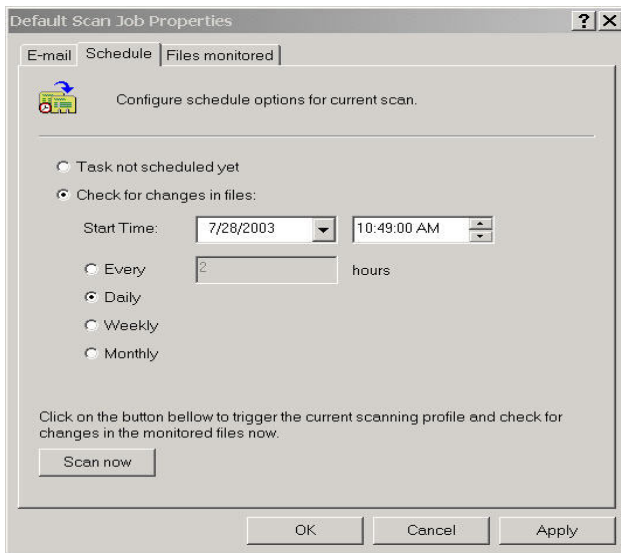 Default Scan Job Properties
? X
E-mail Schedule Files monitored
Configure schedule options for current scan.
Task not scheduled yet
Check for changes in files:
Start Time: 7/28/2003 10:49:00 AM
Every 2 hours
Daily
Weekly
Monthly
Click on the button bellow to trigger the current scanning profile and check for
changes in the monitored files now.
Scan now
OK Cancel Apply